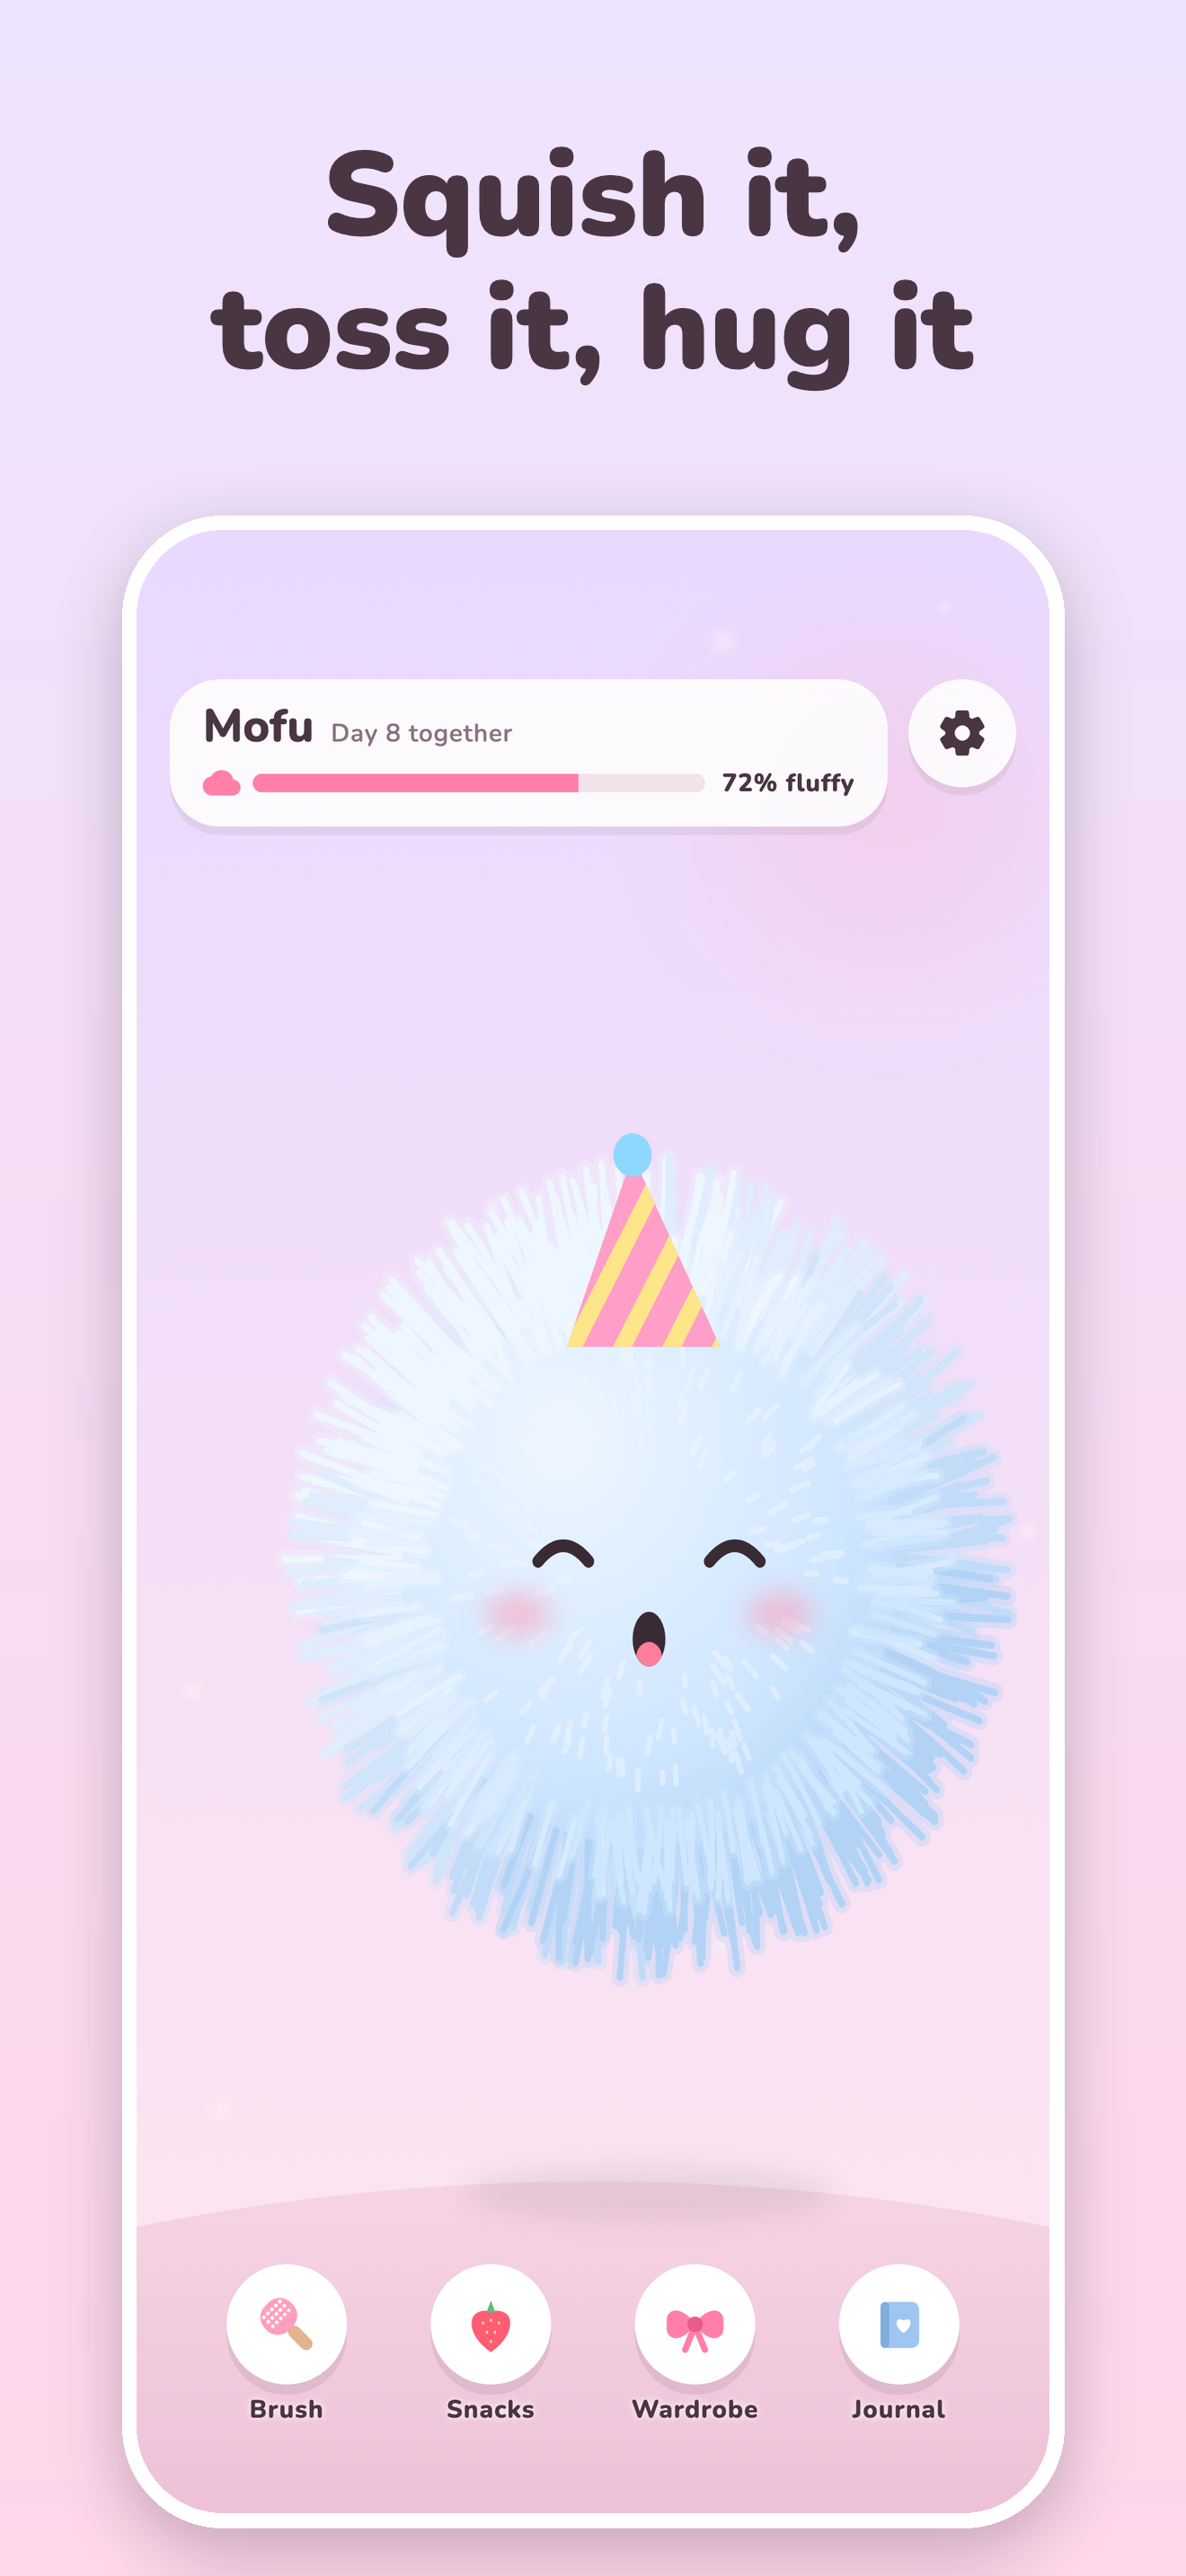 Squish it,
toss it, hug it
Mofu Day 8 together
72% fluffy
Brush Snacks Wardrobe Journal